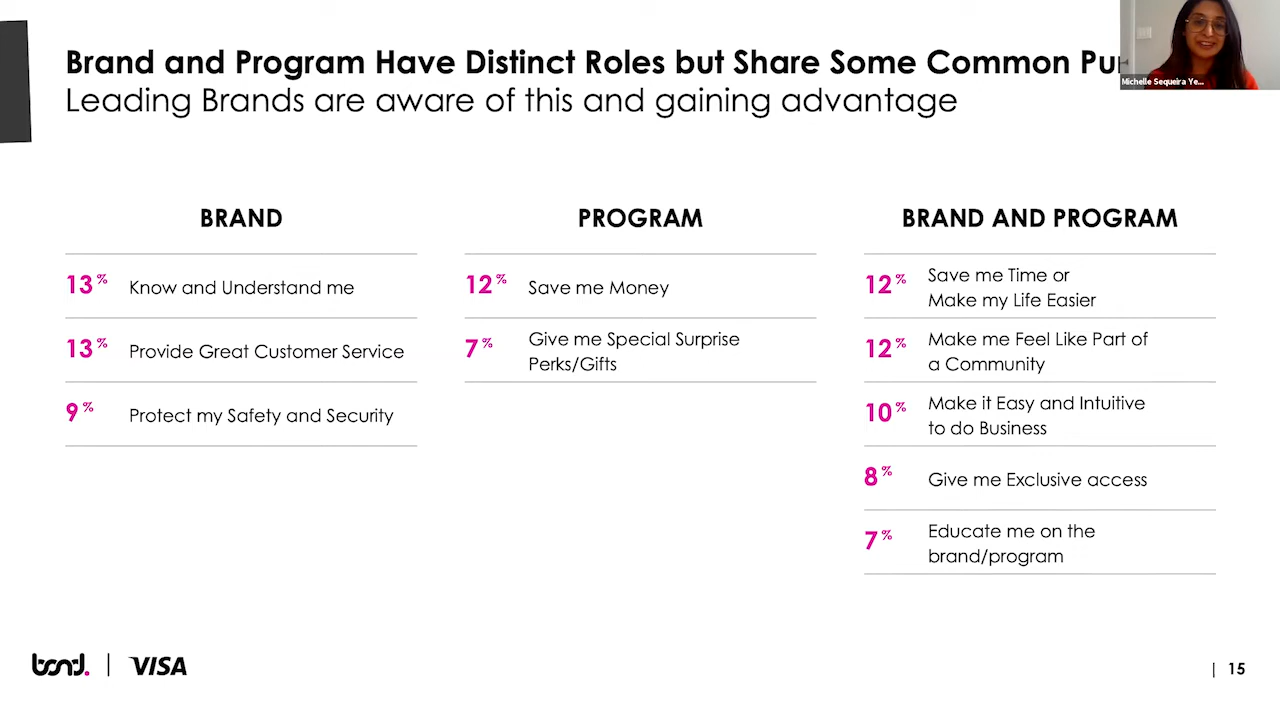 Brand and Program Have Distinct Roles but Share Some Common
Leading Brands are aware of this and gaining advantage
Michelle Sequeira Ye...
BRAND
13% Know and Understand me
13% Provide Great Customer Service
9% Protect my Safety and Security
PROGRAM
12% Save me Money
7% Give me Special Surprise
Perks/Gifts
BRAND AND PROGRAM
12% Save me Time or
Make my Life Easier
12% Make me Feel Like Part of
a Community
10% Make it Easy and Intuitive
to do Business
8% Give me Exclusive access
7% Educate me on the
brand/program
bond. | VISA
| 15